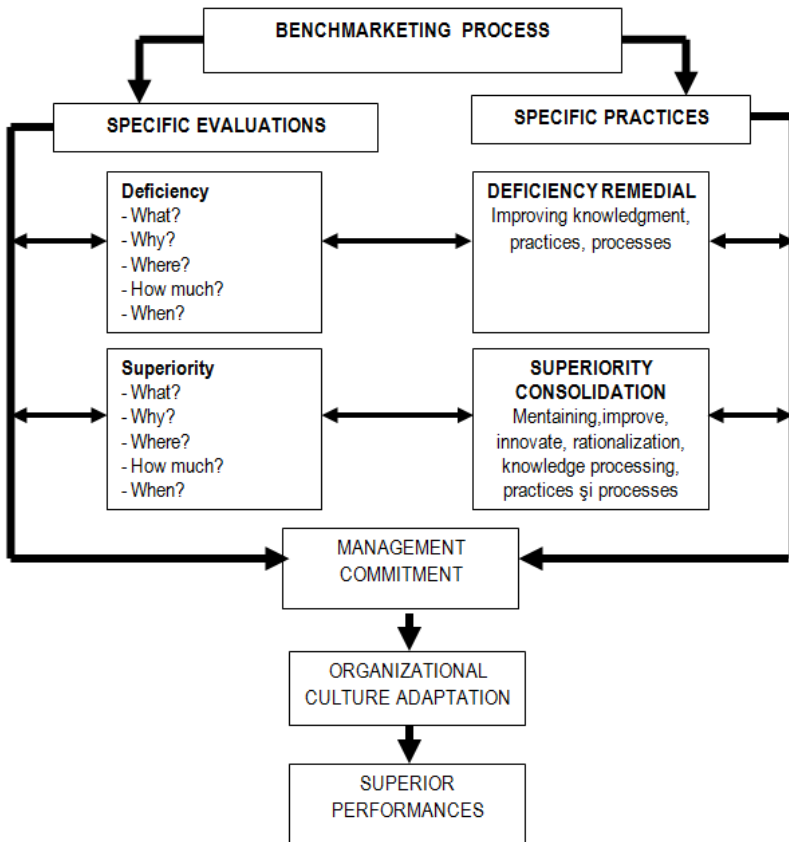 BENCHMARKETING PROCESS
SPECIFIC EVALUATIONS
SPECIFIC PRACTICES
Deficiency
- What?
- Why?
- Where?
- How much?
- When?
DEFICIENCY REMEDIAL
Improving knowledgment,
practices, processes
Superiority
- What?
- Why?
- Where?
- How much?
- When?
SUPERIORITY
CONSOLIDATION
Mentaining,improve,
innovate, rationalization,
knowledge processing,
practices şi processes
MANAGEMENT
COMMITMENT
ORGANIZATIONAL
CULTURE ADAPTATION
SUPERIOR
PERFORMANCES